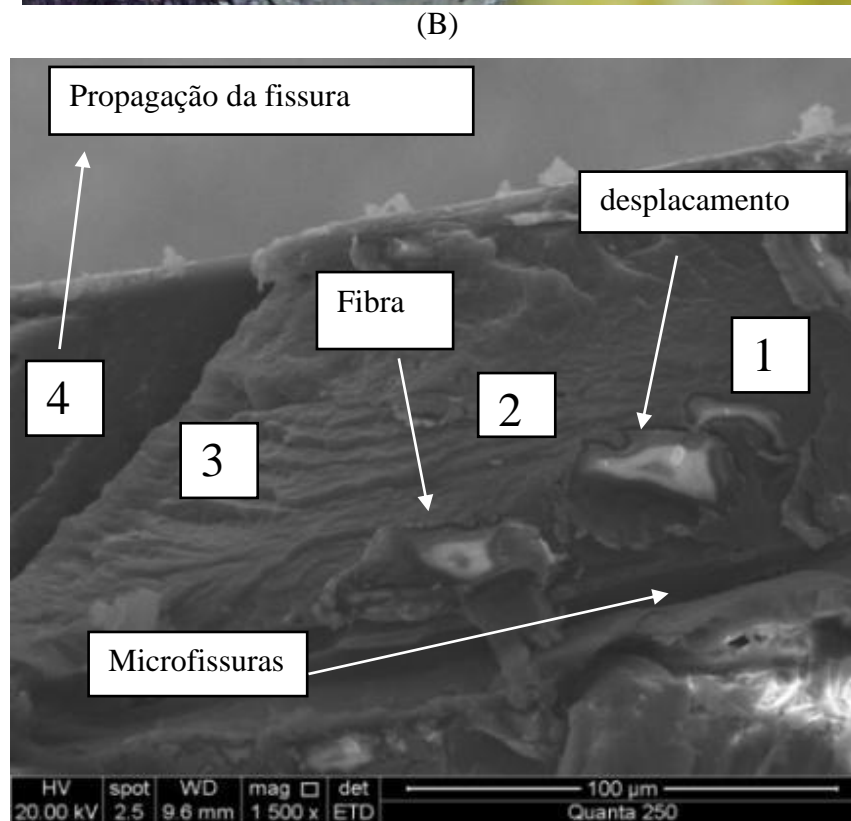 (B)
Propagação da fissura
desplacamento
Fibra
1
4
2
3
Microfissuras
HV spot WD mag □ det 100 µm
20.00 kV 2.5 9.6 mm 1 500 x ETD Quanta 250